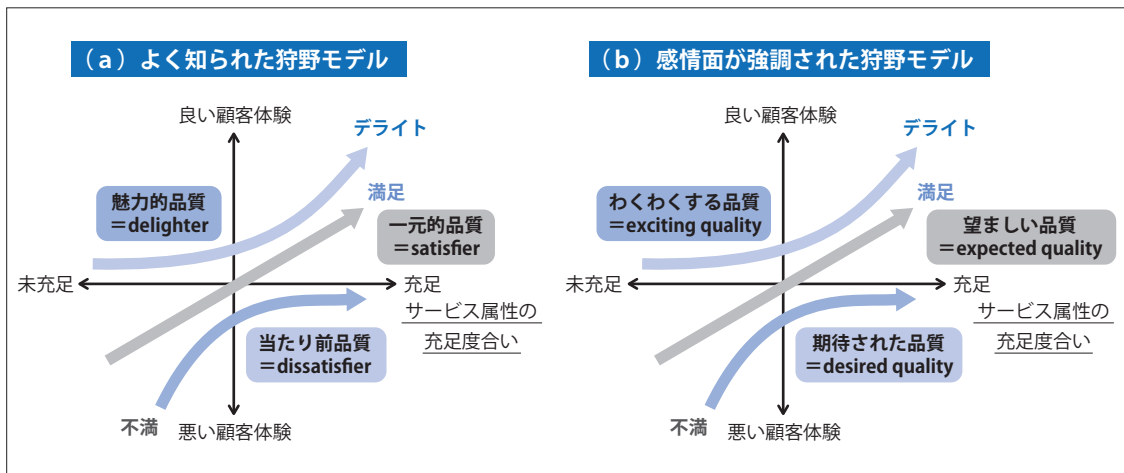 （a）よく知られた狩野モデル
良い顧客体験
デライト
魅力的品質
＝delighter
満足
一元的品質
＝satisfier
未充足
充足
サービス属性の
充足度合い
当たり前品質
＝dissatisfier
不満
悪い顧客体験
（b）感情面が強調された狩野モデル
良い顧客体験
デライト
わくわくする品質
＝exciting quality
満足
望ましい品質
＝expected quality
未充足
充足
サービス属性の
充足度合い
期待された品質
＝desired quality
不満
悪い顧客体験